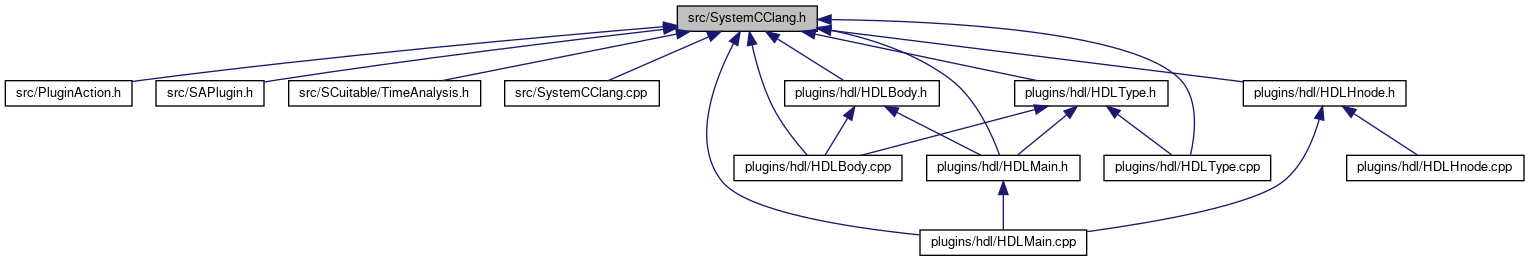 src/SystemCClang.h
src/PluginAction.h
src/SAPlugin.h
src/SCuitable/TimeAnalysis.h
src/SystemCClang.cpp
plugins/hdl/HDLBody.h
plugins/hdl/HDLType.h
plugins/hdl/HDLHnode.h
plugins/hdl/HDLBody.cpp
plugins/hdl/HDLMain.h
plugins/hdl/HDLType.cpp
plugins/hdl/HDLHnode.cpp
plugins/hdl/HDLMain.cpp